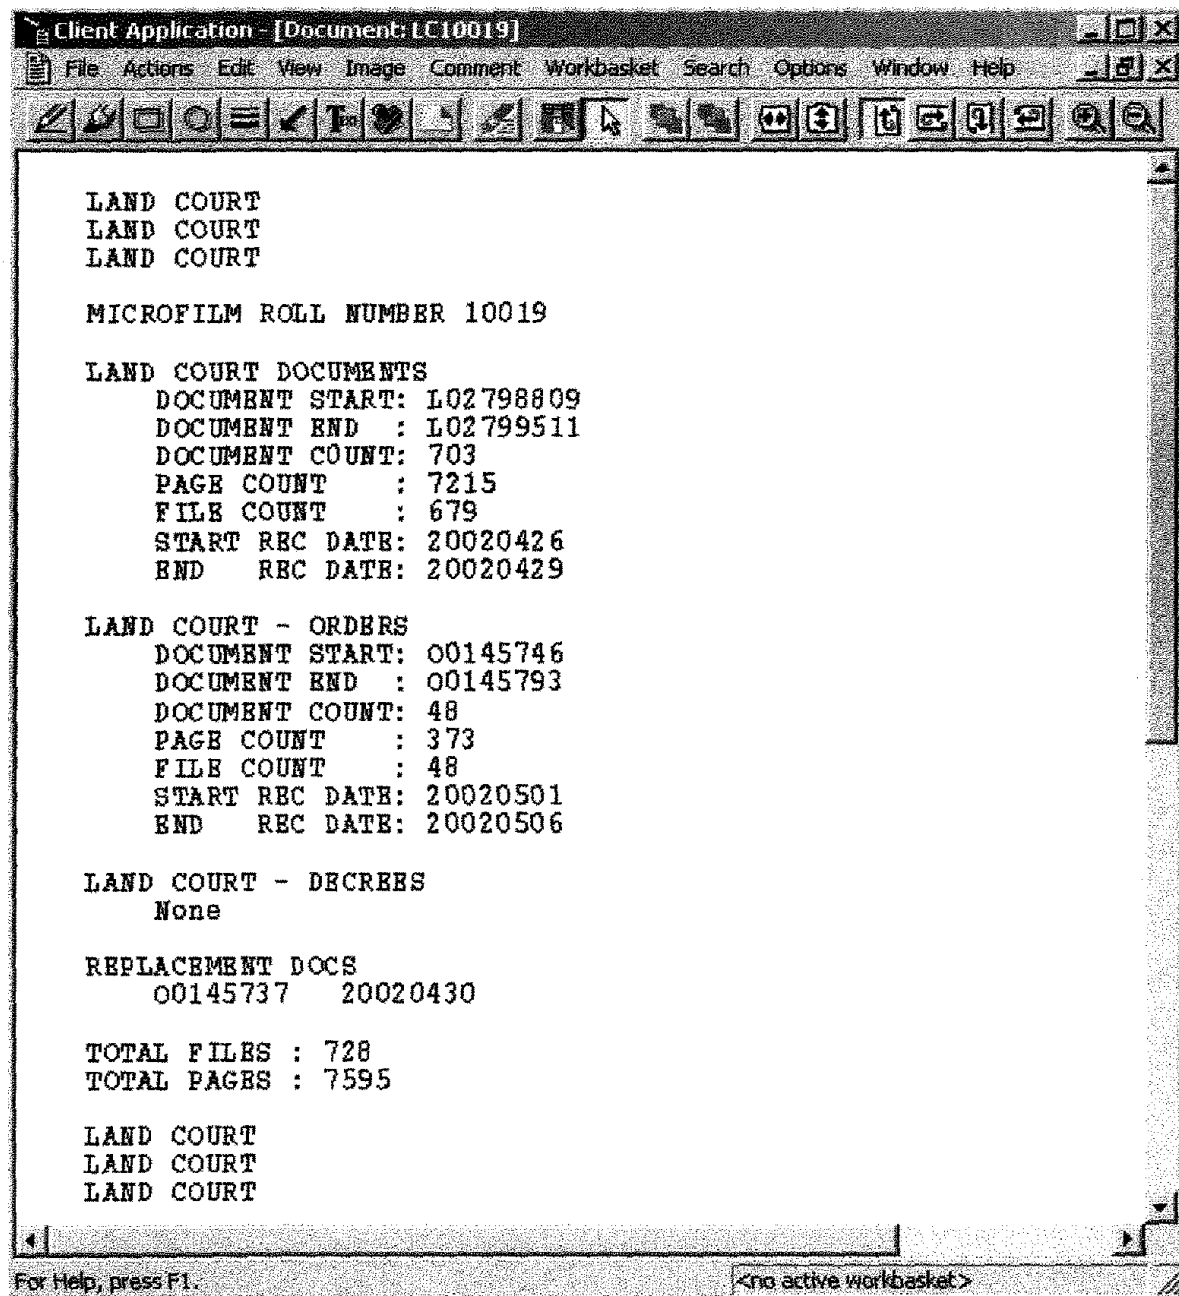 Client Application - [Document: LC10019]
File Actions Edit View Image Comment Workbasket Search Options Window Help
LAND COURT
LAND COURT
LAND COURT
MICROFILM ROLL NUMBER 10019
LAND COURT DOCUMENTS
DOCUMENT START: L02798809
DOCUMENT END : L02799511
DOCUMENT COUNT: 703
PAGE COUNT : 7215
FILE COUNT : 679
START REC DATE: 20020426
END REC DATE: 20020429
LAND COURT - ORDERS
DOCUMENT START: O0145746
DOCUMENT END : O0145793
DOCUMENT COUNT: 48
PAGE COUNT : 373
FILE COUNT : 48
START REC DATE: 20020501
END REC DATE: 20020506
LAND COURT - DECREES
None
REPLACEMENT DOCS
O0145737 20020430
TOTAL FILES : 728
TOTAL PAGES : 7595
LAND COURT
LAND COURT
LAND COURT
For Help, press F1. <no active workbasket>